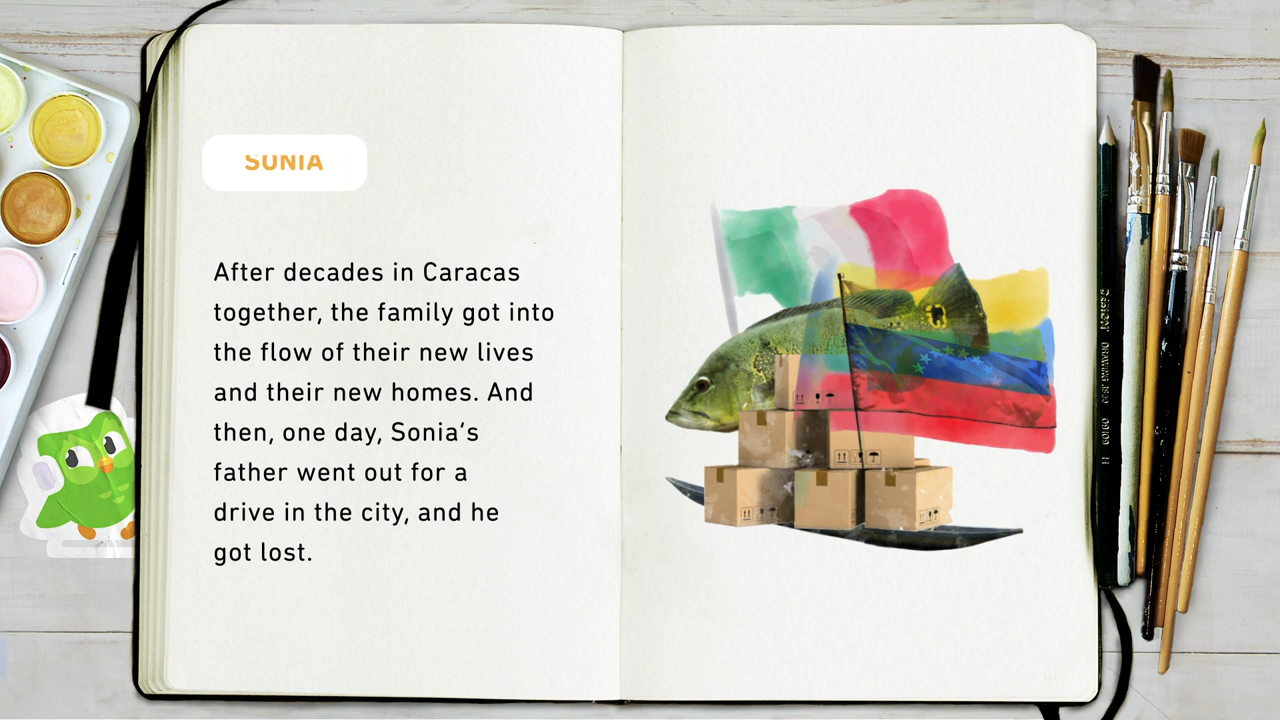 SONIA
After decades in Caracas
together, the family got into
the flow of their new lives
and their new homes. And
then, one day, Sonia's
father went out for a
drive in the city, and he
got lost.